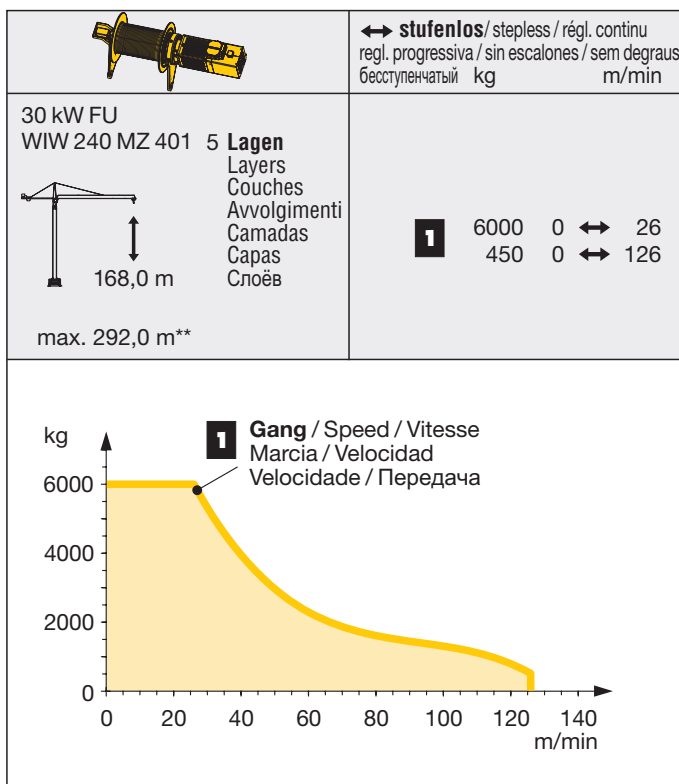 ↔ stufenlos/ stepless / régl. continu
regl. progressiva / sin escalones / sem degraus
бесступенчатый kg m/min
30 kW FU
WIW 240 MZ 401 5 Lagen
Layers
Couches
Avvolgimenti
Camadas
Capas
Слоёв
168,0 m
max. 292,0 m**
1 6000 0 ↔ 26
450 0 ↔ 126
kg
1 Gang / Speed / Vitesse
Marcia / Velocidad
Velocidade / Передача
6000
4000
2000
0
0 20 40 60 80 100 120 140
m/min